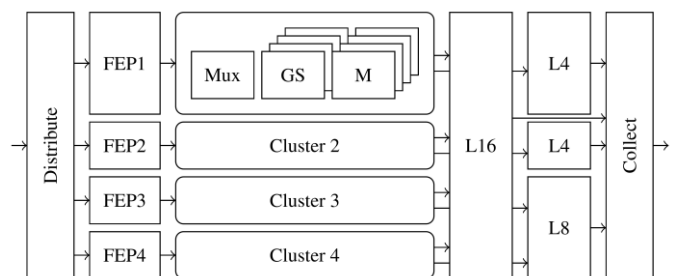 Distribute
FEP1
Mux
GS
M
FEP2
Cluster 2
FEP3
Cluster 3
FEP4
Cluster 4
L16
L4
L4
L8
Collect